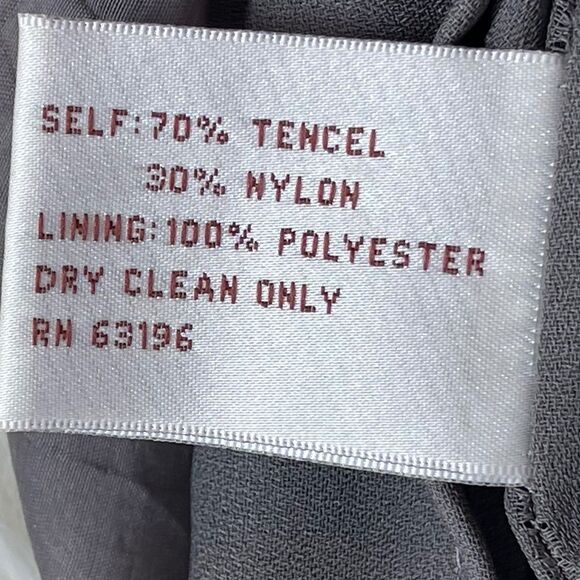 SELF:70% TENCEL
30% NYLON
LINING:100% POLYESTER
DRY CLEAN ONLY
RN 63196